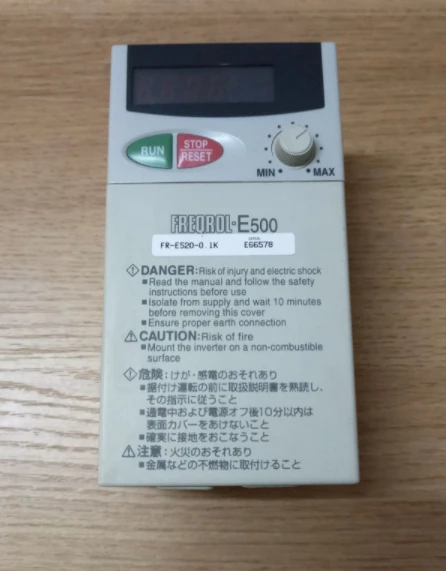 RUN
STOP
RESET
MIN
MAX
FREQROL-E500
FR-E520-0.1K
SERIAL
E66578
DANGER:Risk of injury and electric shock
■Read the manual and follow the safety
instructions before use
■Isolate from supply and wait 10 minutes
before removing this cover
■Ensure proper earth connection
CAUTION:Risk of fire
■Mount the inverter on a non-combustible
surface
危険:けが・感電のおそれあり
■据付け運転の前に取扱説明書を熟読し、
その指示に従うこと
■通電中および電源オフ後10分以内は
表面カバーをあけないこと
■確実に接地をおこなうこと
注意:火災のおそれあり
■金属などの不燃物に取付けること